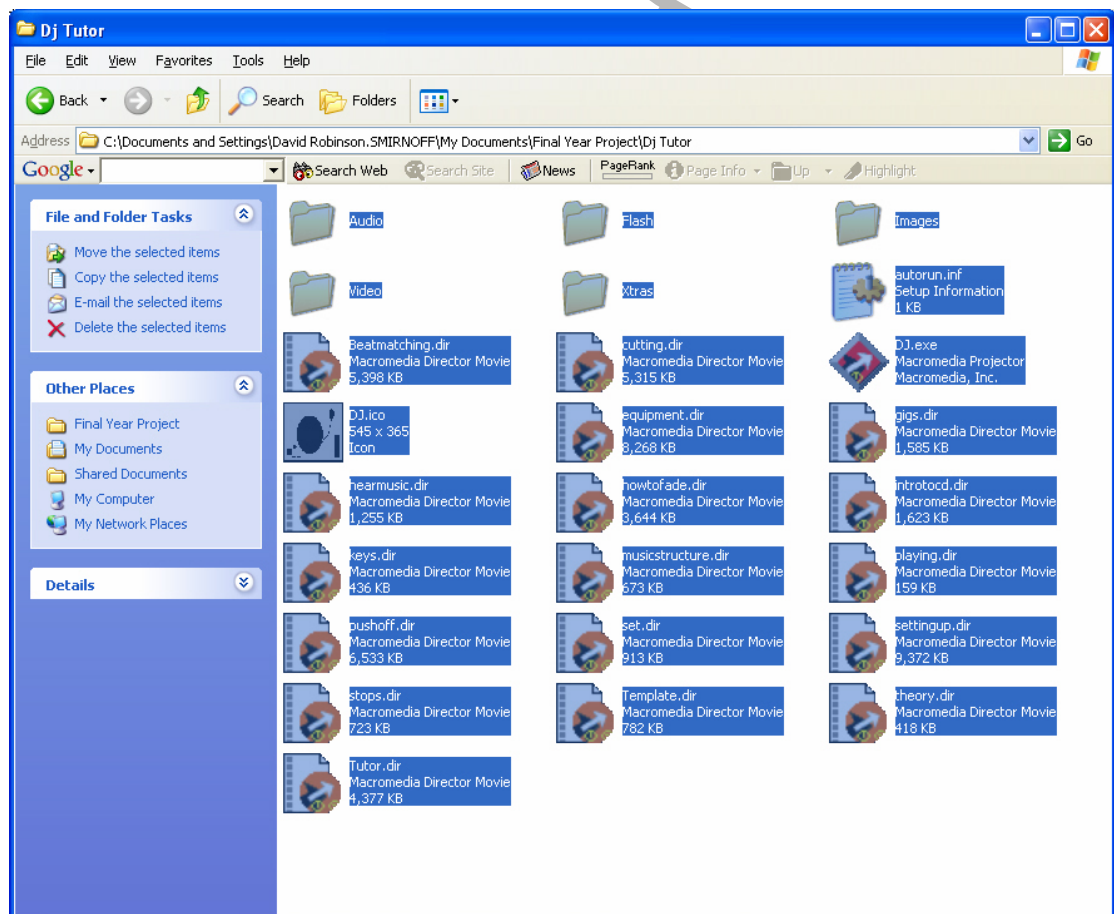 Dj Tutor
File Edit View Favorites Tools Help
Back Search Folders
Address C:\Documents and Settings\David Robinson.SMIRNOFF\My Documents\Final Year Project\Dj Tutor Go
Google Search Web Search Site News PageRank Page Info Up Highlight
File and Folder Tasks
Move the selected items
Copy the selected items
E-mail the selected items
Delete the selected items
Other Places
Final Year Project
My Documents
Shared Documents
My Computer
My Network Places
Details
Audio
Flash
Images
Video
Xtras
autorun.inf
Setup Information
1 KB
Beatmatching.dir
Macromedia Director Movie
5,398 KB
cutting.dir
Macromedia Director Movie
5,315 KB
DJ.exe
Macromedia Projector
Macromedia, Inc.
DJ.ico
545 x 365
Icon
equipment.dir
Macromedia Director Movie
8,268 KB
gigs.dir
Macromedia Director Movie
1,585 KB
hearmusic.dir
Macromedia Director Movie
1,255 KB
howtofade.dir
Macromedia Director Movie
3,644 KB
introtocd.dir
Macromedia Director Movie
1,623 KB
keys.dir
Macromedia Director Movie
436 KB
musicstructure.dir
Macromedia Director Movie
673 KB
playing.dir
Macromedia Director Movie
159 KB
pushoff.dir
Macromedia Director Movie
6,533 KB
set.dir
Macromedia Director Movie
913 KB
settingup.dir
Macromedia Director Movie
9,372 KB
stops.dir
Macromedia Director Movie
723 KB
Template.dir
Macromedia Director Movie
782 KB
theory.dir
Macromedia Director Movie
418 KB
Tutor.dir
Macromedia Director Movie
4,377 KB